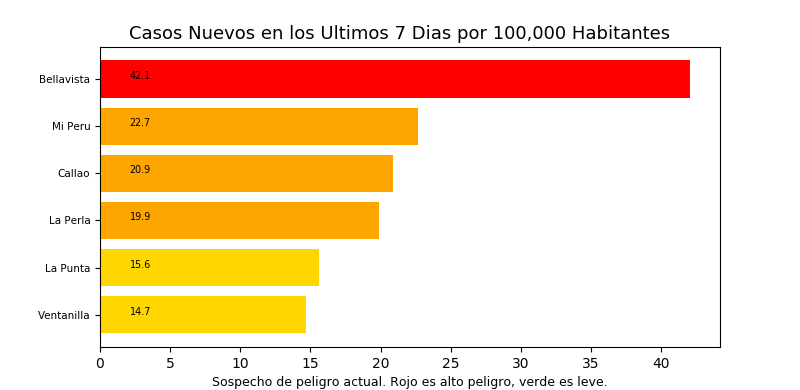 Casos Nuevos en los Ultimos 7 Dias por 100,000 Habitantes
Bellavista 42.1
Mi Peru 22.7
Callao 20.9
La Perla 19.9
La Punta 15.6
Ventanilla 14.7
0 5 10 15 20 25 30 35 40
Sospecho de peligro actual. Rojo es alto peligro, verde es leve.